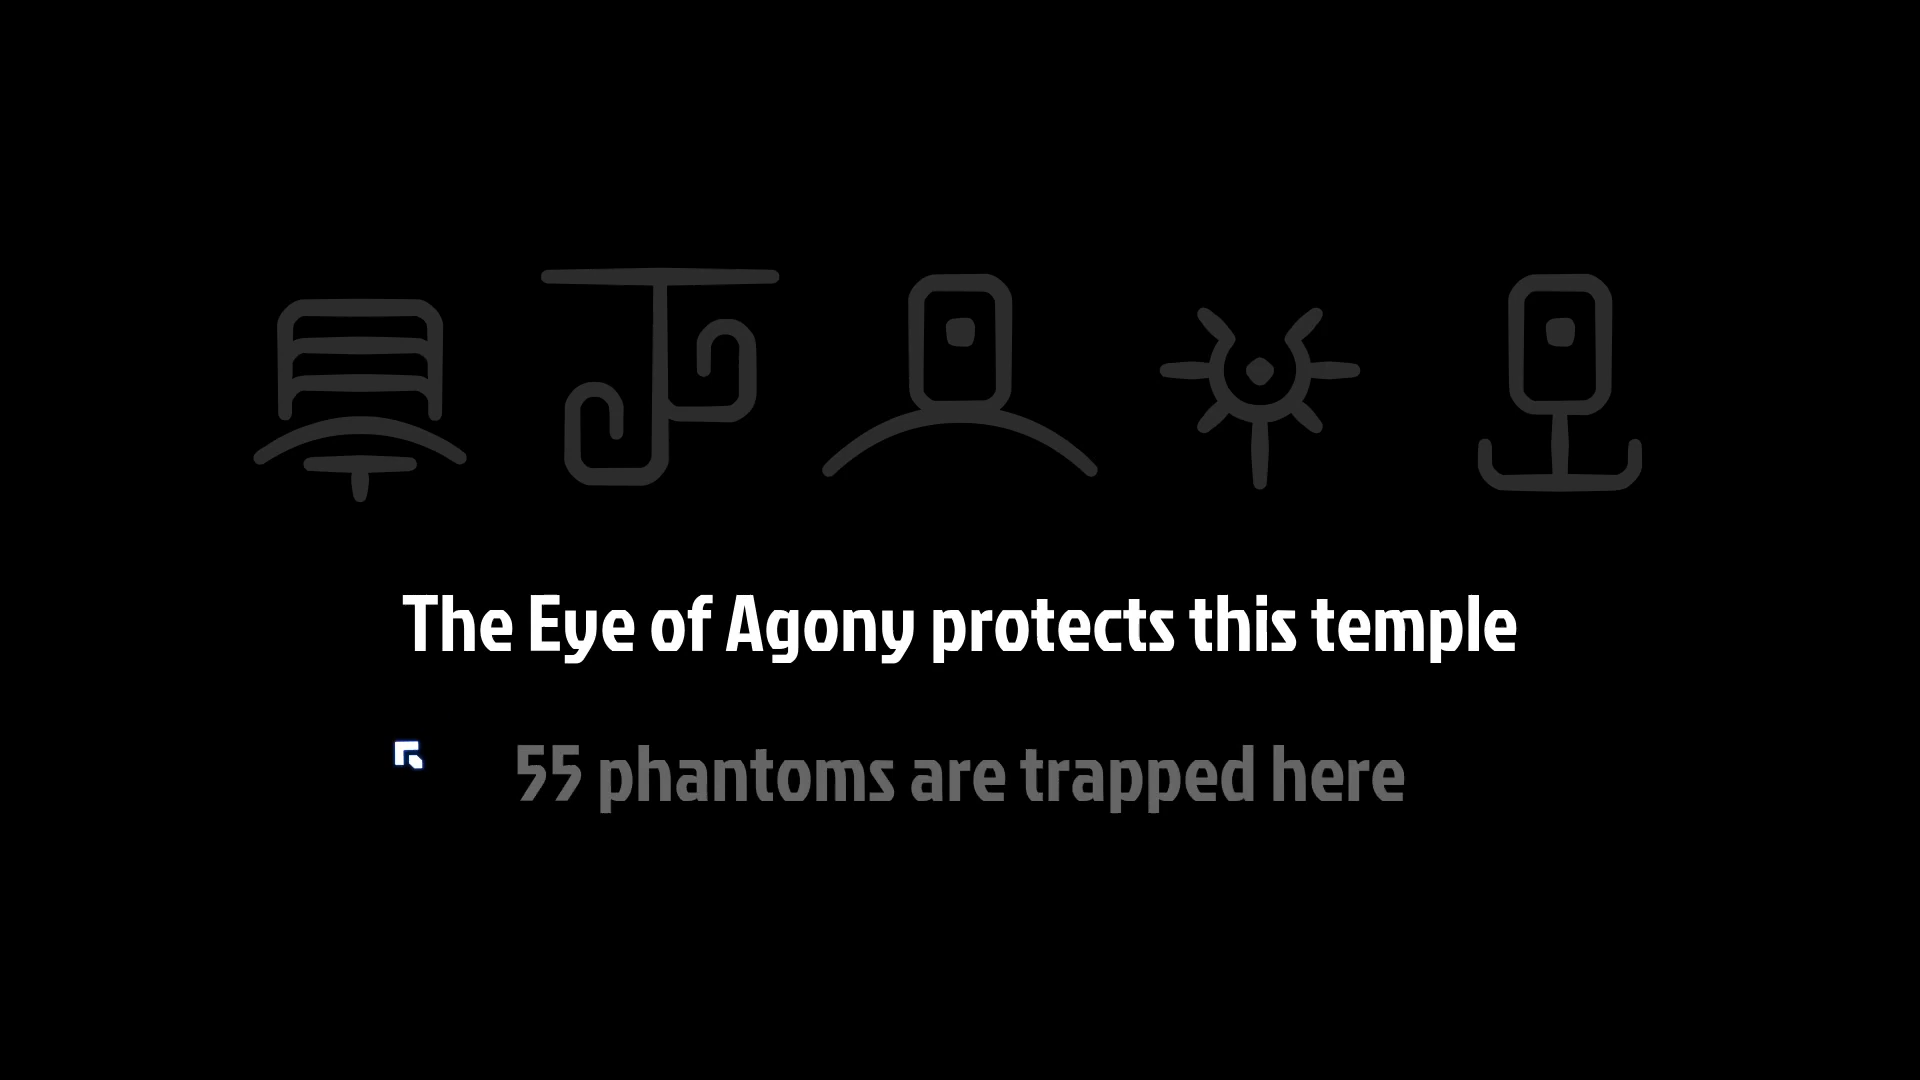 The Eye of Agony protects this temple
55 phantoms are trapped here